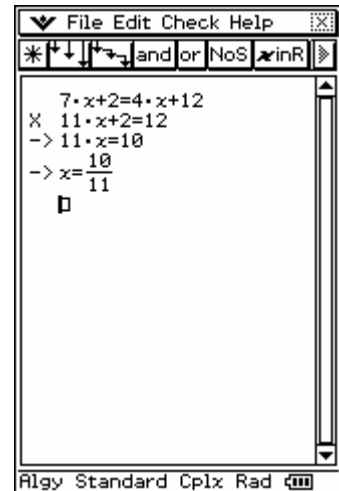 File Edit Check Help
and or NoS xinR
7·x+2=4·x+12
X 11·x+2=12
-> 11·x=10
-> x=10/11
Algy Standard Cplx Rad